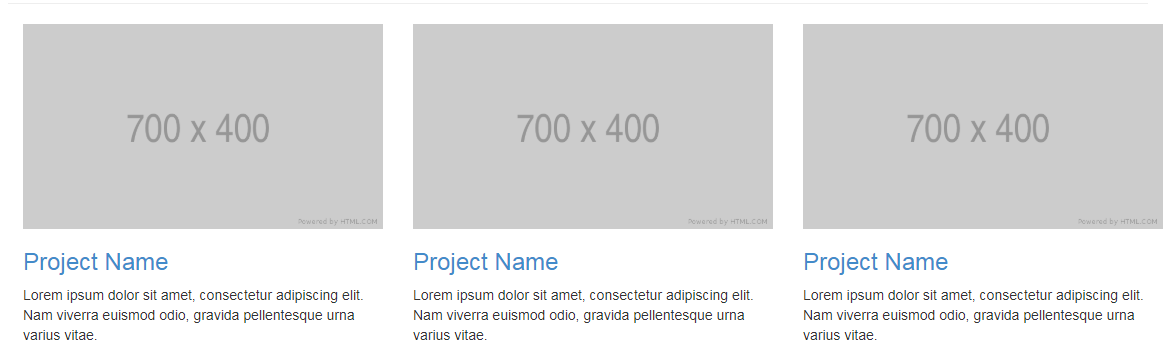 700 x 400
Powered by HTML.COM
700 x 400
Powered by HTML.COM
700 x 400
Powered by HTML.COM
Project Name
Lorem ipsum dolor sit amet, consectetur adipiscing elit.
Nam viverra euismod odio, gravida pellentesque urna
varius vitae.
Project Name
Lorem ipsum dolor sit amet, consectetur adipiscing elit.
Nam viverra euismod odio, gravida pellentesque urna
varius vitae.
Project Name
Lorem ipsum dolor sit amet, consectetur adipiscing elit.
Nam viverra euismod odio, gravida pellentesque urna
varius vitae.